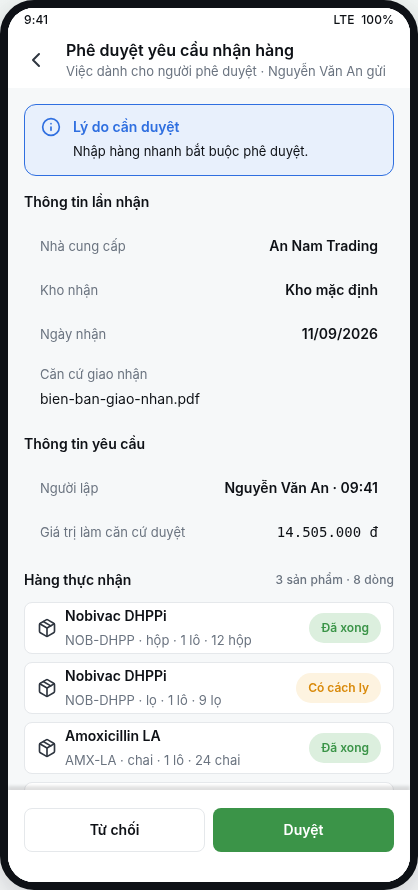 9:41
LTE 100%
Phê duyệt yêu cầu nhận hàng
Việc dành cho người phê duyệt · Nguyễn Văn An gửi
Lý do cần duyệt
Nhập hàng nhanh bắt buộc phê duyệt.
Thông tin lần nhận
Nhà cung cấp
An Nam Trading
Kho nhận
Kho mặc định
Ngày nhận
11/09/2026
Căn cứ giao nhận
bien-ban-giao-nhan.pdf
Thông tin yêu cầu
Người lập
Nguyễn Văn An · 09:41
Giá trị làm căn cứ duyệt
14.505.000 đ
Hàng thực nhận
3 sản phẩm · 8 dòng
Nobivac DHPPi
NOB-DHPP · hộp · 1 lô · 12 hộp
Đã xong
Nobivac DHPPi
NOB-DHPP · lọ · 1 lô · 9 lọ
Có cách ly
Amoxicillin LA
AMX-LA · chai · 1 lô · 24 chai
Đã xong
Từ chối
Duyệt